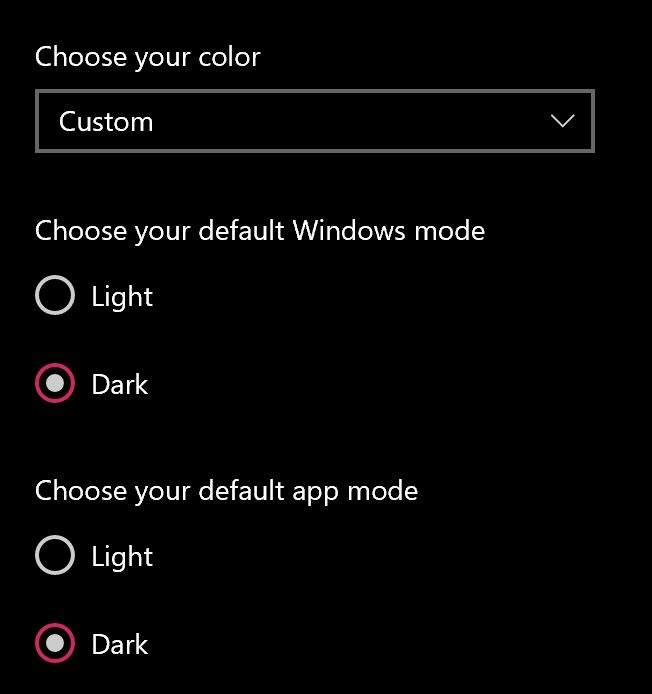 Choose your color
Custom
Choose your default Windows mode
Light
Dark
Choose your default app mode
Light
Dark